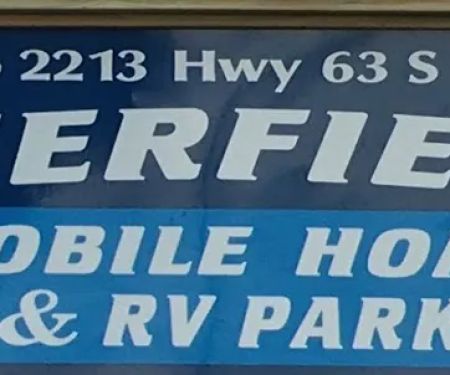 2213 Hwy 63 S
ERFIE
OBILE HO
& RV PARK